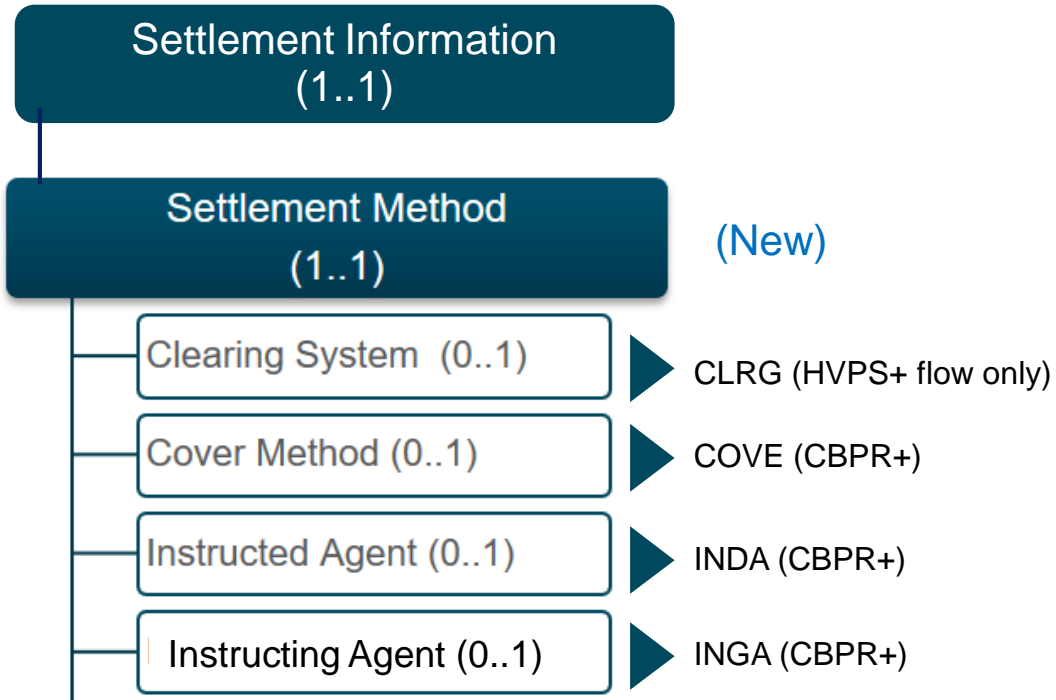 Settlement Information
(1..1)
Settlement Method
(1..1)
(New)
Clearing System (0..1)
CLRG (HVPS+ flow only)
Cover Method (0..1)
COVE (CBPR+)
Instructed Agent (0..1)
INDA (CBPR+)
Instructing Agent (0..1)
INGA (CBPR+)